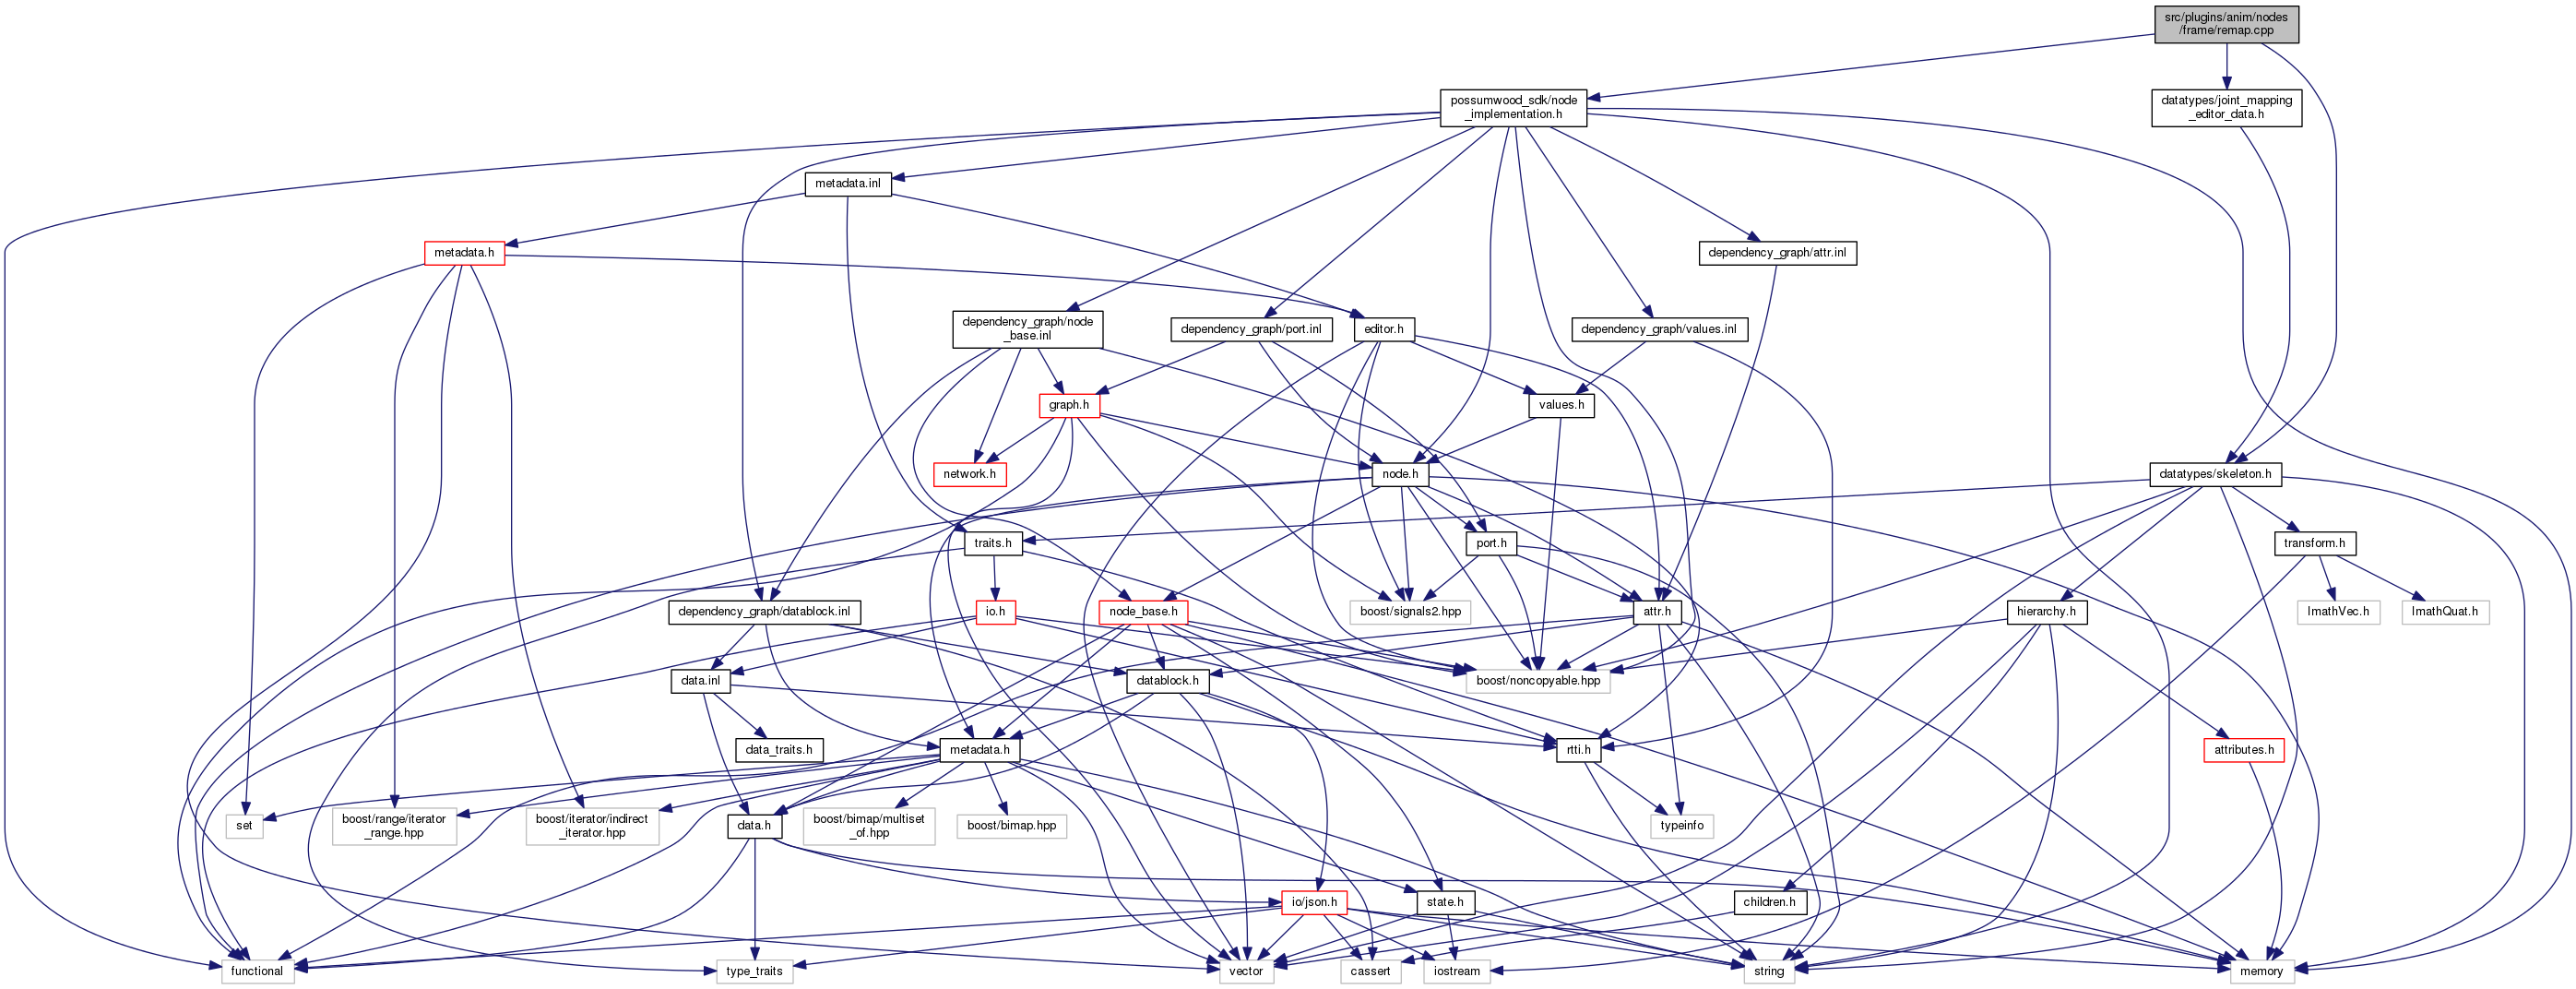 src/plugins/anim/nodes
/frame/remap.cpp
possumwood_sdk/node
_implementation.h
datatypes/joint_mapping
_editor_data.h
metadata.inl
metadata.h
dependency_graph/attr.inl
dependency_graph/node
_base.inl
dependency_graph/port.inl
editor.h
dependency_graph/values.inl
graph.h
values.h
network.h
node.h
datatypes/skeleton.h
traits.h
port.h
transform.h
dependency_graph/datablock.inl
io.h
node_base.h
boost/signals2.hpp
attr.h
hierarchy.h
ImathVec.h
ImathQuat.h
data.inl
datablock.h
boost/noncopyable.hpp
data_traits.h
metadata.h
rtti.h
attributes.h
set
boost/range/iterator
_range.hpp
boost/iterator/indirect
_iterator.hpp
data.h
boost/bimap/multiset
_of.hpp
boost/bimap.hpp
typeinfo
io/json.h
state.h
children.h
functional
type_traits
vector
cassert
iostream
string
memory